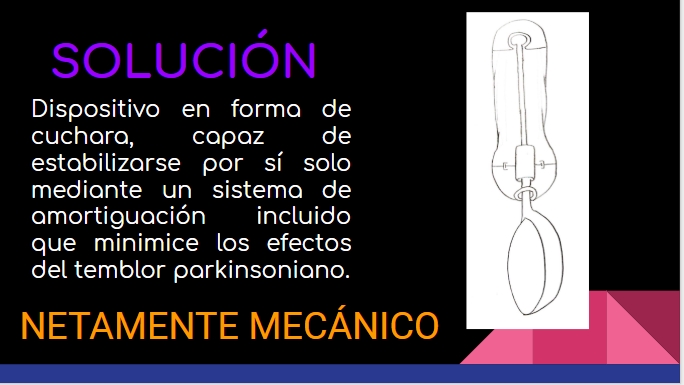 SOLUCIÓN
Dispositivo en forma de
cuchara, capaz de
estabilizarse por sí solo
mediante un sistema de
amortiguación incluido
que minimice los efectos
del temblor parkinsoniano.
NETAMENTE MECÁNICO